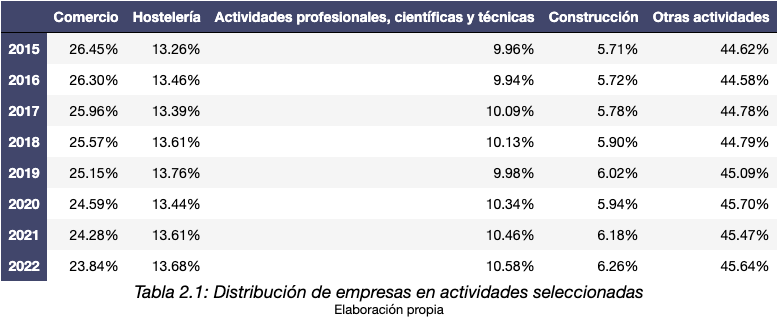 Comercio Hostelería Actividades profesionales, científicas y técnicas Construcción Otras actividades
2015 26.45% 13.26% 9.96% 5.71% 44.62%
2016 26.30% 13.46% 9.94% 5.72% 44.58%
2017 25.96% 13.39% 10.09% 5.78% 44.78%
2018 25.57% 13.61% 10.13% 5.90% 44.79%
2019 25.15% 13.76% 9.98% 6.02% 45.09%
2020 24.59% 13.44% 10.34% 5.94% 45.70%
2021 24.28% 13.61% 10.46% 6.18% 45.47%
2022 23.84% 13.68% 10.58% 6.26% 45.64%
Tabla 2.1: Distribución de empresas en actividades seleccionadas
Elaboración propia